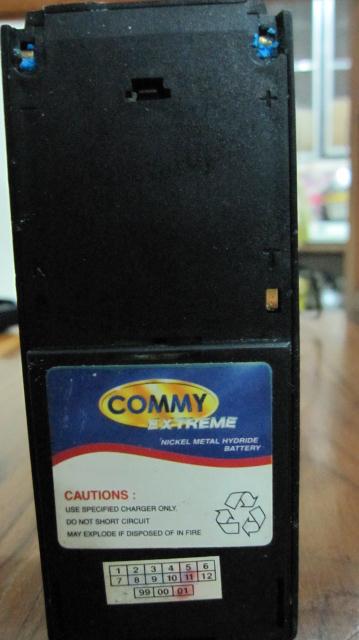 +
COMMY
EXTREME
NICKEL METAL HYDRIDE
BATTERY
CAUTIONS :
USE SPECIFIED CHARGER ONLY.
DO NOT SHORT CIRCUIT
MAY EXPLODE IF DISPOSED OF IN FIRE
1 2 3 4 5 6
7 8 9 10 11 12
99 00 01